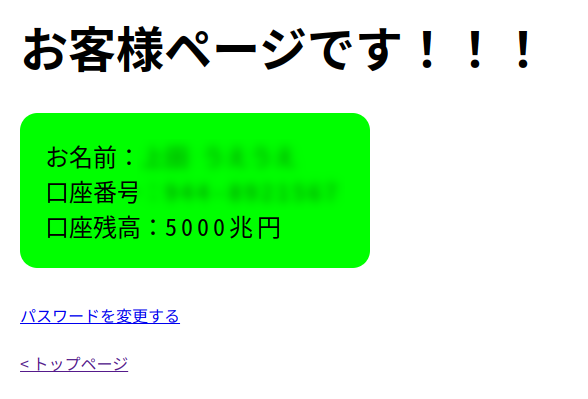 お客様ページです！！！
お名前：
口座番号
口座残高：5000兆円
パスワードを変更する
< トップページ